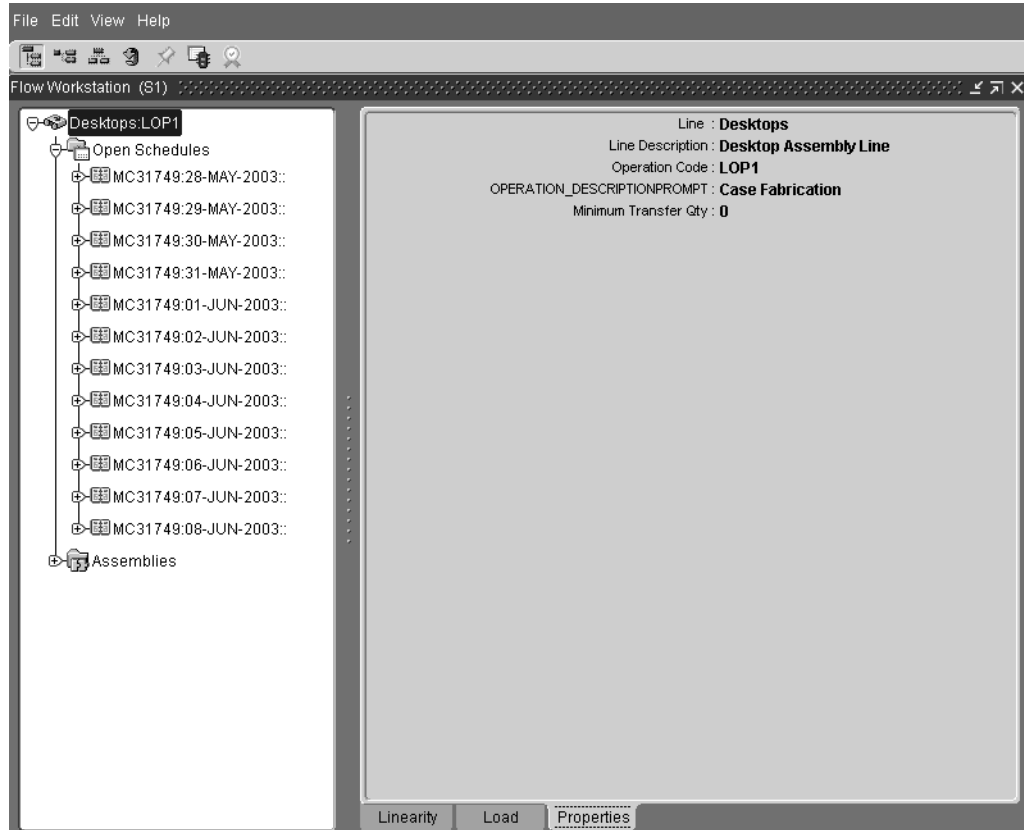 File Edit View Help
Flow Workstation (S1)
Desktops:LOP1
Open Schedules
MC31749:28-MAY-2003::
MC31749:29-MAY-2003::
MC31749:30-MAY-2003::
MC31749:31-MAY-2003::
MC31749:01-JUN-2003::
MC31749:02-JUN-2003::
MC31749:03-JUN-2003::
MC31749:04-JUN-2003::
MC31749:05-JUN-2003::
MC31749:06-JUN-2003::
MC31749:07-JUN-2003::
MC31749:08-JUN-2003::
Assemblies
Line : Desktops
Line Description : Desktop Assembly Line
Operation Code : LOP1
OPERATION_DESCRIPTIONPROMPT : Case Fabrication
Minimum Transfer Qty : 0
Linearity Load Properties